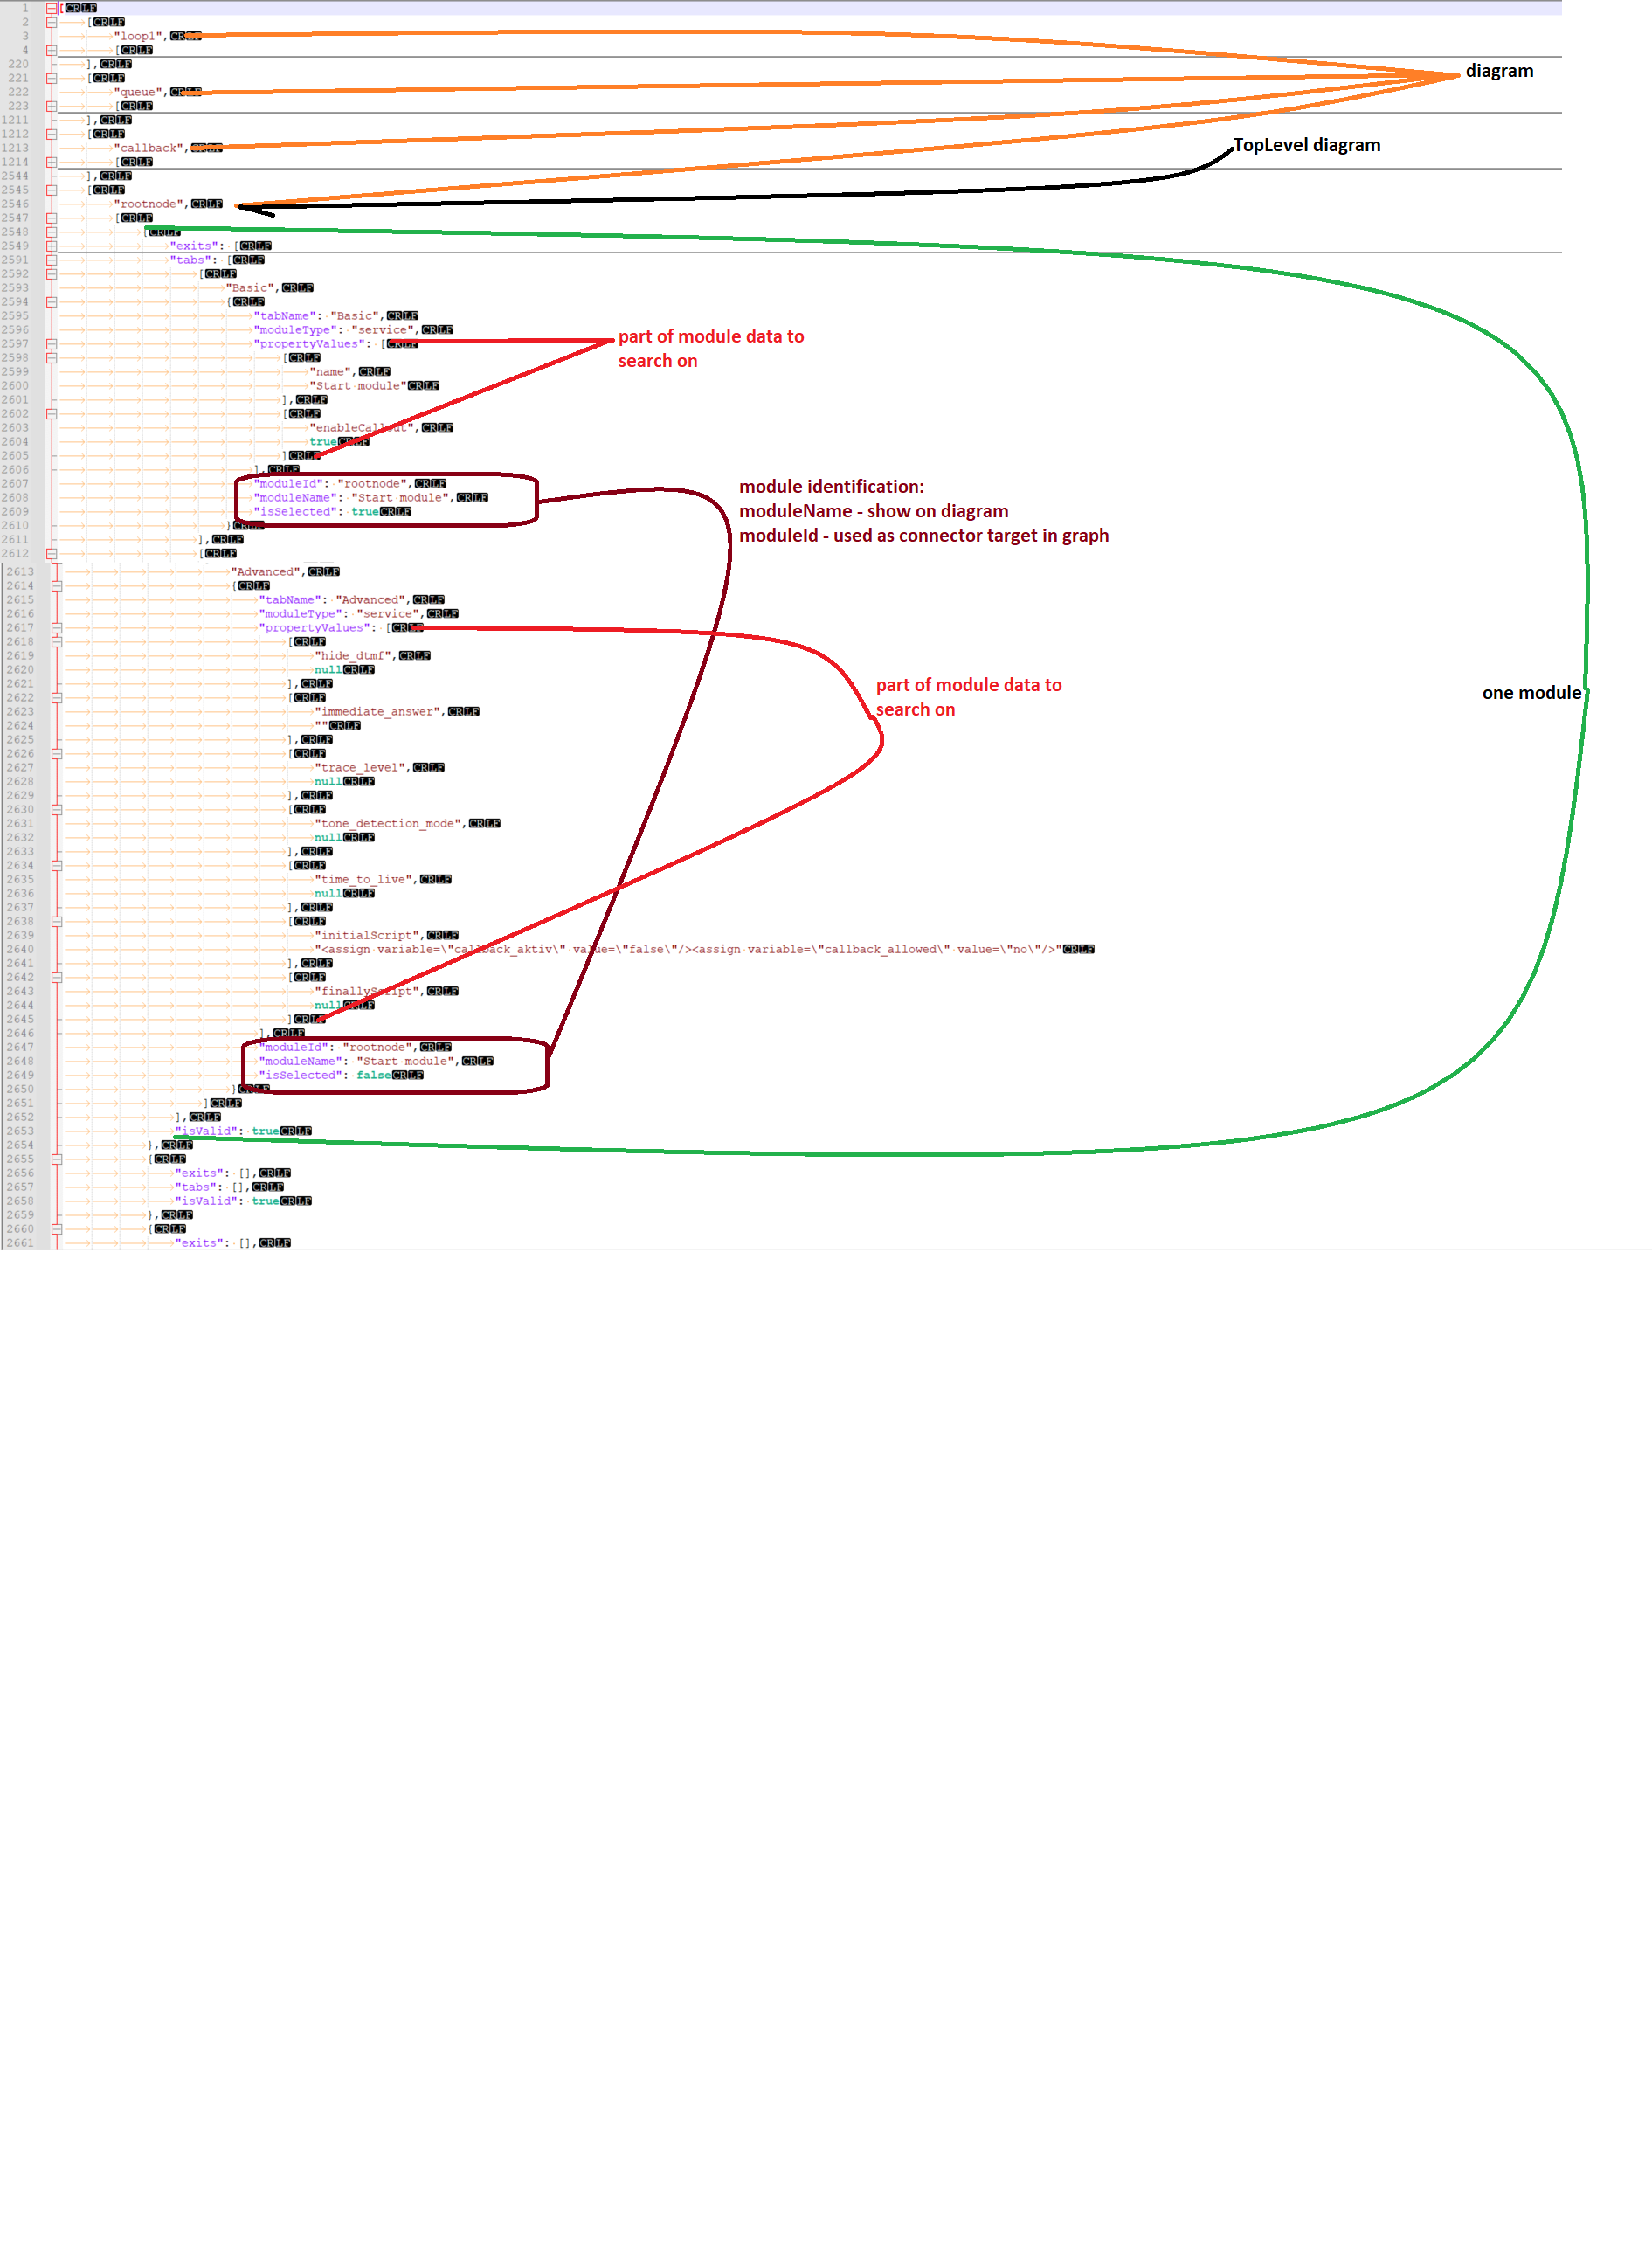 1 [CRLF
2 [CRLF
3 "loop1",CRLF
4 [CRLF
220 ],CRLF
221 [CRLF
diagram
222 "queue",CRLF
223 [CRLF
1211 ],CRLF
1212 [CRLF
1213 "callback",CRLF
TopLevel diagram
1214 [CRLF
2544 ],CRLF
2545 [CRLF
2546 "rootnode",CRLF
2547 [CRLF
2548 {CRLF
2549 "exits": [CRLF
2591 "tabs": [CRLF
2592 [CRLF
2593 "Basic",CRLF
2594 {CRLF
2595 "tabName": "Basic",CRLF
2596 "moduleType": "service",CRLF
2597 "propertyValues": [CRLF
part of module data to
search on
2598 [CRLF
2599 "name",CRLF
2600 "Start module"CRLF
2601 ],CRLF
2602 [CRLF
2603 "enableCallout",CRLF
2604 trueCRLF
2605 ]CRLF
2606 ],CRLF
2607 "moduleId": "rootnode",CRLF
2608 "moduleName": "Start module",CRLF
2609 "isSelected": trueCRLF
module identification:
moduleName - show on diagram
moduleId - used as connector target in graph
2610 }CRLF
2611 ],CRLF
2612 [CRLF
2613 "Advanced",CRLF
2614 {CRLF
2615 "tabName": "Advanced",CRLF
2616 "moduleType": "service",CRLF
2617 "propertyValues": [CRLF
2618 [CRLF
2619 "hide_dtmf",CRLF
2620 nullCRLF
2621 ],CRLF
2622 [CRLF
part of module data to
search on
one module
2623 "immediate_answer",CRLF
2624 ""CRLF
2625 ],CRLF
2626 [CRLF
2627 "trace_level",CRLF
2628 nullCRLF
2629 ],CRLF
2630 [CRLF
2631 "tone_detection_mode",CRLF
2632 nullCRLF
2633 ],CRLF
2634 [CRLF
2635 "time_to_live",CRLF
2636 nullCRLF
2637 ],CRLF
2638 [CRLF
2639 "initialScript",CRLF
2640 "<assign variable=\"callback_aktiv\" value=\"false\"/><assign variable=\"callback_allowed\" value=\"no\"/>"CRLF
2641 ],CRLF
2642 [CRLF
2643 "finallyScript",CRLF
2644 nullCRLF
2645 ]CRLF
2646 ],CRLF
2647 "moduleId": "rootnode",CRLF
2648 "moduleName": "Start module",CRLF
2649 "isSelected": falseCRLF
2650 }CRLF
2651 ]CRLF
2652 ],CRLF
2653 "isValid": trueCRLF
2654 },CRLF
2655 {CRLF
2656 "exits": [],CRLF
2657 "tabs": [],CRLF
2658 "isValid": trueCRLF
2659 },CRLF
2660 {CRLF
2661 "exits": [],CRLF